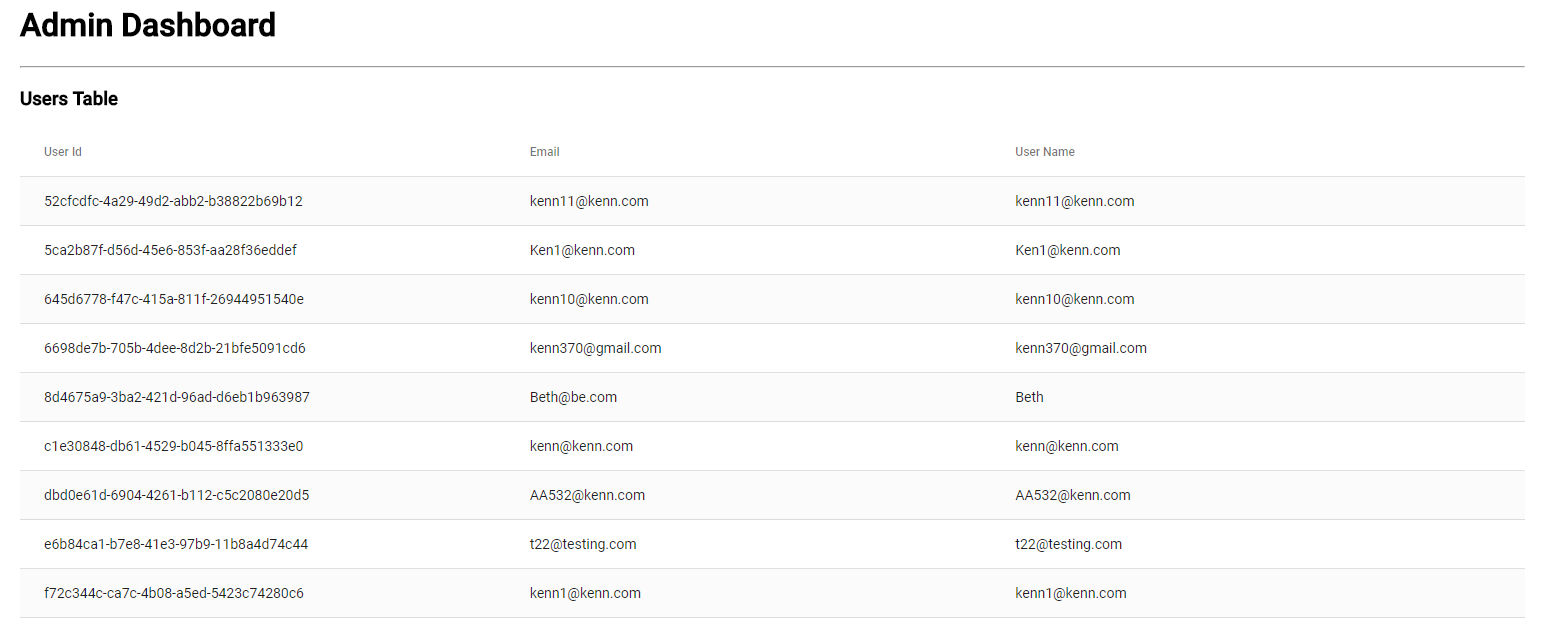 Admin Dashboard
Users Table
User Id Email User Name
52cfcdfc-4a29-49d2-abb2-b38822b69b12 kenn11@kenn.com kenn11@kenn.com
5ca2b87f-d56d-45e6-853f-aa28f36eddef Ken1@kenn.com Ken1@kenn.com
645d6778-f47c-415a-811f-26944951540e kenn10@kenn.com kenn10@kenn.com
6698de7b-705b-4dee-8d2b-21bfe5091cd6 kenn370@gmail.com kenn370@gmail.com
8d4675a9-3ba2-421d-96ad-d6eb1b963987 Beth@be.com Beth
c1e30848-db61-4529-b045-8ffa551333e0 kenn@kenn.com kenn@kenn.com
dbd0e61d-6904-4261-b112-c5c2080e20d5 AA532@kenn.com AA532@kenn.com
e6b84ca1-b7e8-41e3-97b9-11b8a4d74c44 t22@testing.com t22@testing.com
f72c344c-ca7c-4b08-a5ed-5423c74280c6 kenn1@kenn.com kenn1@kenn.com